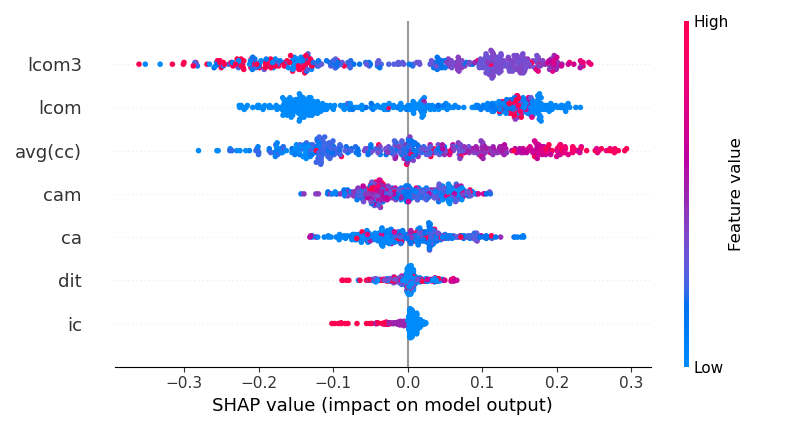 High
lcom3
lcom
avg(cc)
cam
ca
dit
ic
Feature value
Low
−0.3 −0.2 −0.1 0.0 0.1 0.2 0.3
SHAP value (impact on model output)